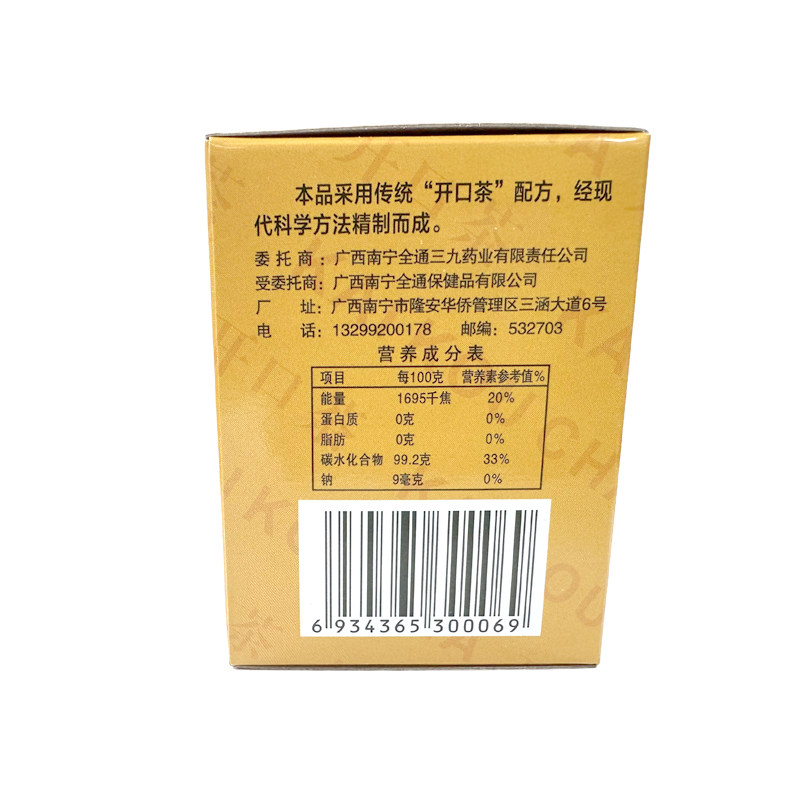 本品采用传统“开口茶”配方，经现
代科学方法精制而成。
委托商：广西南宁全通三九药业有限责任公司
受委托商：广西南宁全通保健品有限公司
厂 址：广西南宁市隆安华侨管理区三涵大道6号
电 话：13299200178 邮编：532703
营养成分表
项目 每100克 营养素参考值%
能量 1695千焦 20%
蛋白质 0克 0%
脂肪 0克 0%
碳水化合物 99.2克 33%
钠 9毫克 0%
6 934365 300069